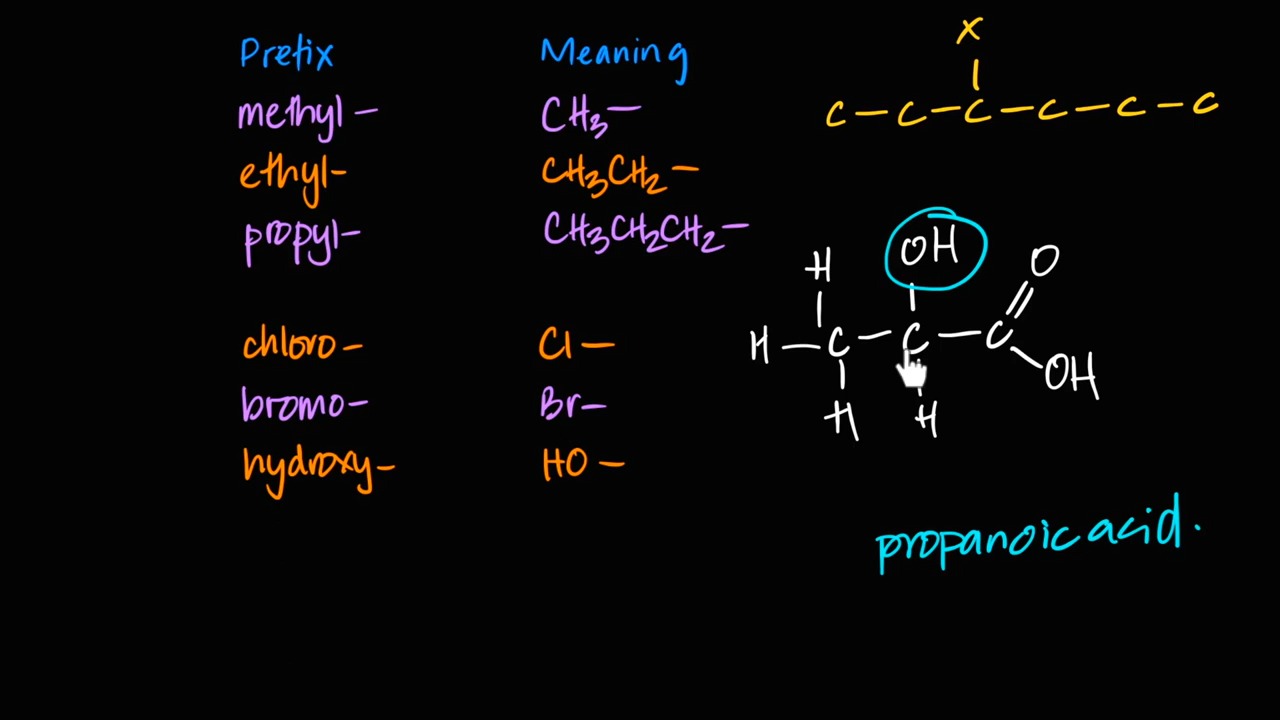 Prefix Meaning
methyl- CH3-
ethyl- CH3CH2-
propyl- CH3CH2CH2-
chloro- Cl-
bromo- Br-
hydroxy- HO-
X
C-C-C-C-C-C
OH
H O
H-C-C-C
OH
H H
propanoic acid.